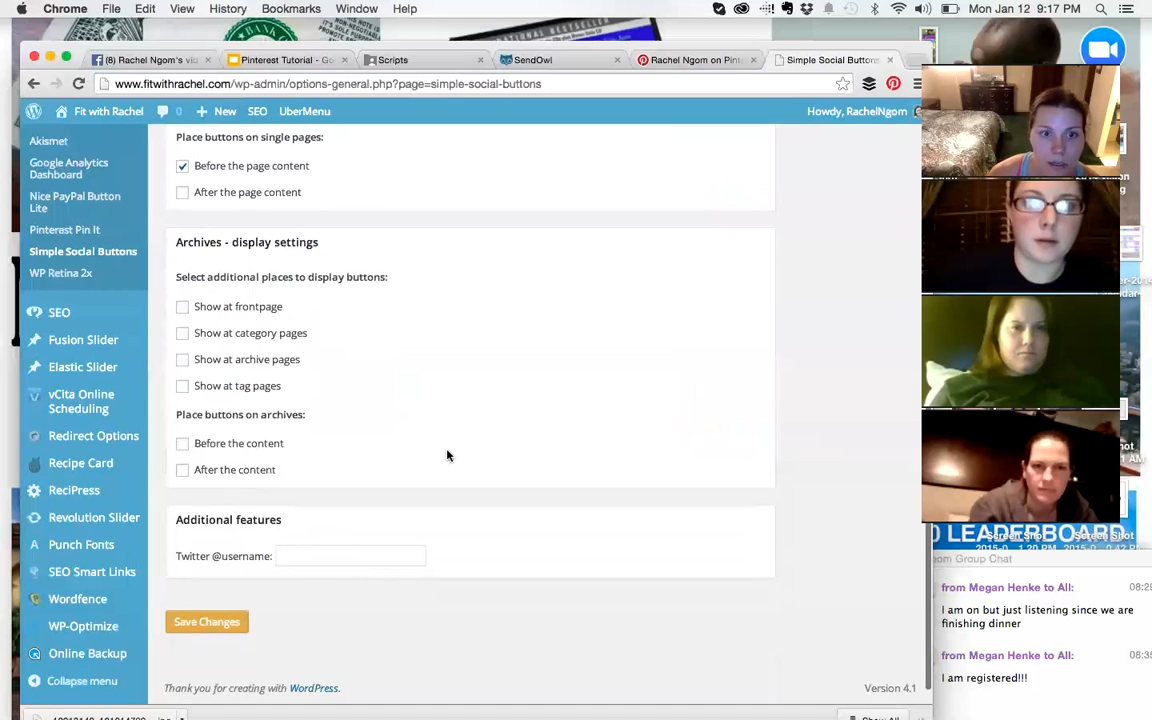 Chrome File Edit View History Bookmarks Window Help Mon Jan 12 9:17 PM
(8) Rachel Ngom's vi Pinterest Tutorial - Go Scripts SendOwl Rachel Ngom on Pin Simple Social Buttons
www.fitwithrachel.com/wp-admin/options-general.php?page=simple-social-buttons
Fit with Rachel 0 + New SEO UberMenu Howdy, RachelNgom
Akismet
Google Analytics
Dashboard
Nice PayPal Button
Lite
Pinterest Pin It
Simple Social Buttons
WP Retina 2x
SEO
Fusion Slider
Elastic Slider
vCita Online
Scheduling
Redirect Options
Recipe Card
ReciPress
Revolution Slider
Punch Fonts
SEO Smart Links
Wordfence
WP-Optimize
Online Backup
Collapse menu
Place buttons on single pages:
Before the page content
After the page content
Archives - display settings
Select additional places to display buttons:
Show at frontpage
Show at category pages
Show at archive pages
Show at tag pages
Place buttons on archives:
Before the content
After the content
Additional features
Twitter @username:
Save Changes
Thank you for creating with WordPress. Version 4.1
LEADERBOARD
Screen Shot
Group Chat
from Megan Henke to All:
I am on but just listening since we are
finishing dinner
from Megan Henke to All:
I am registered!!!